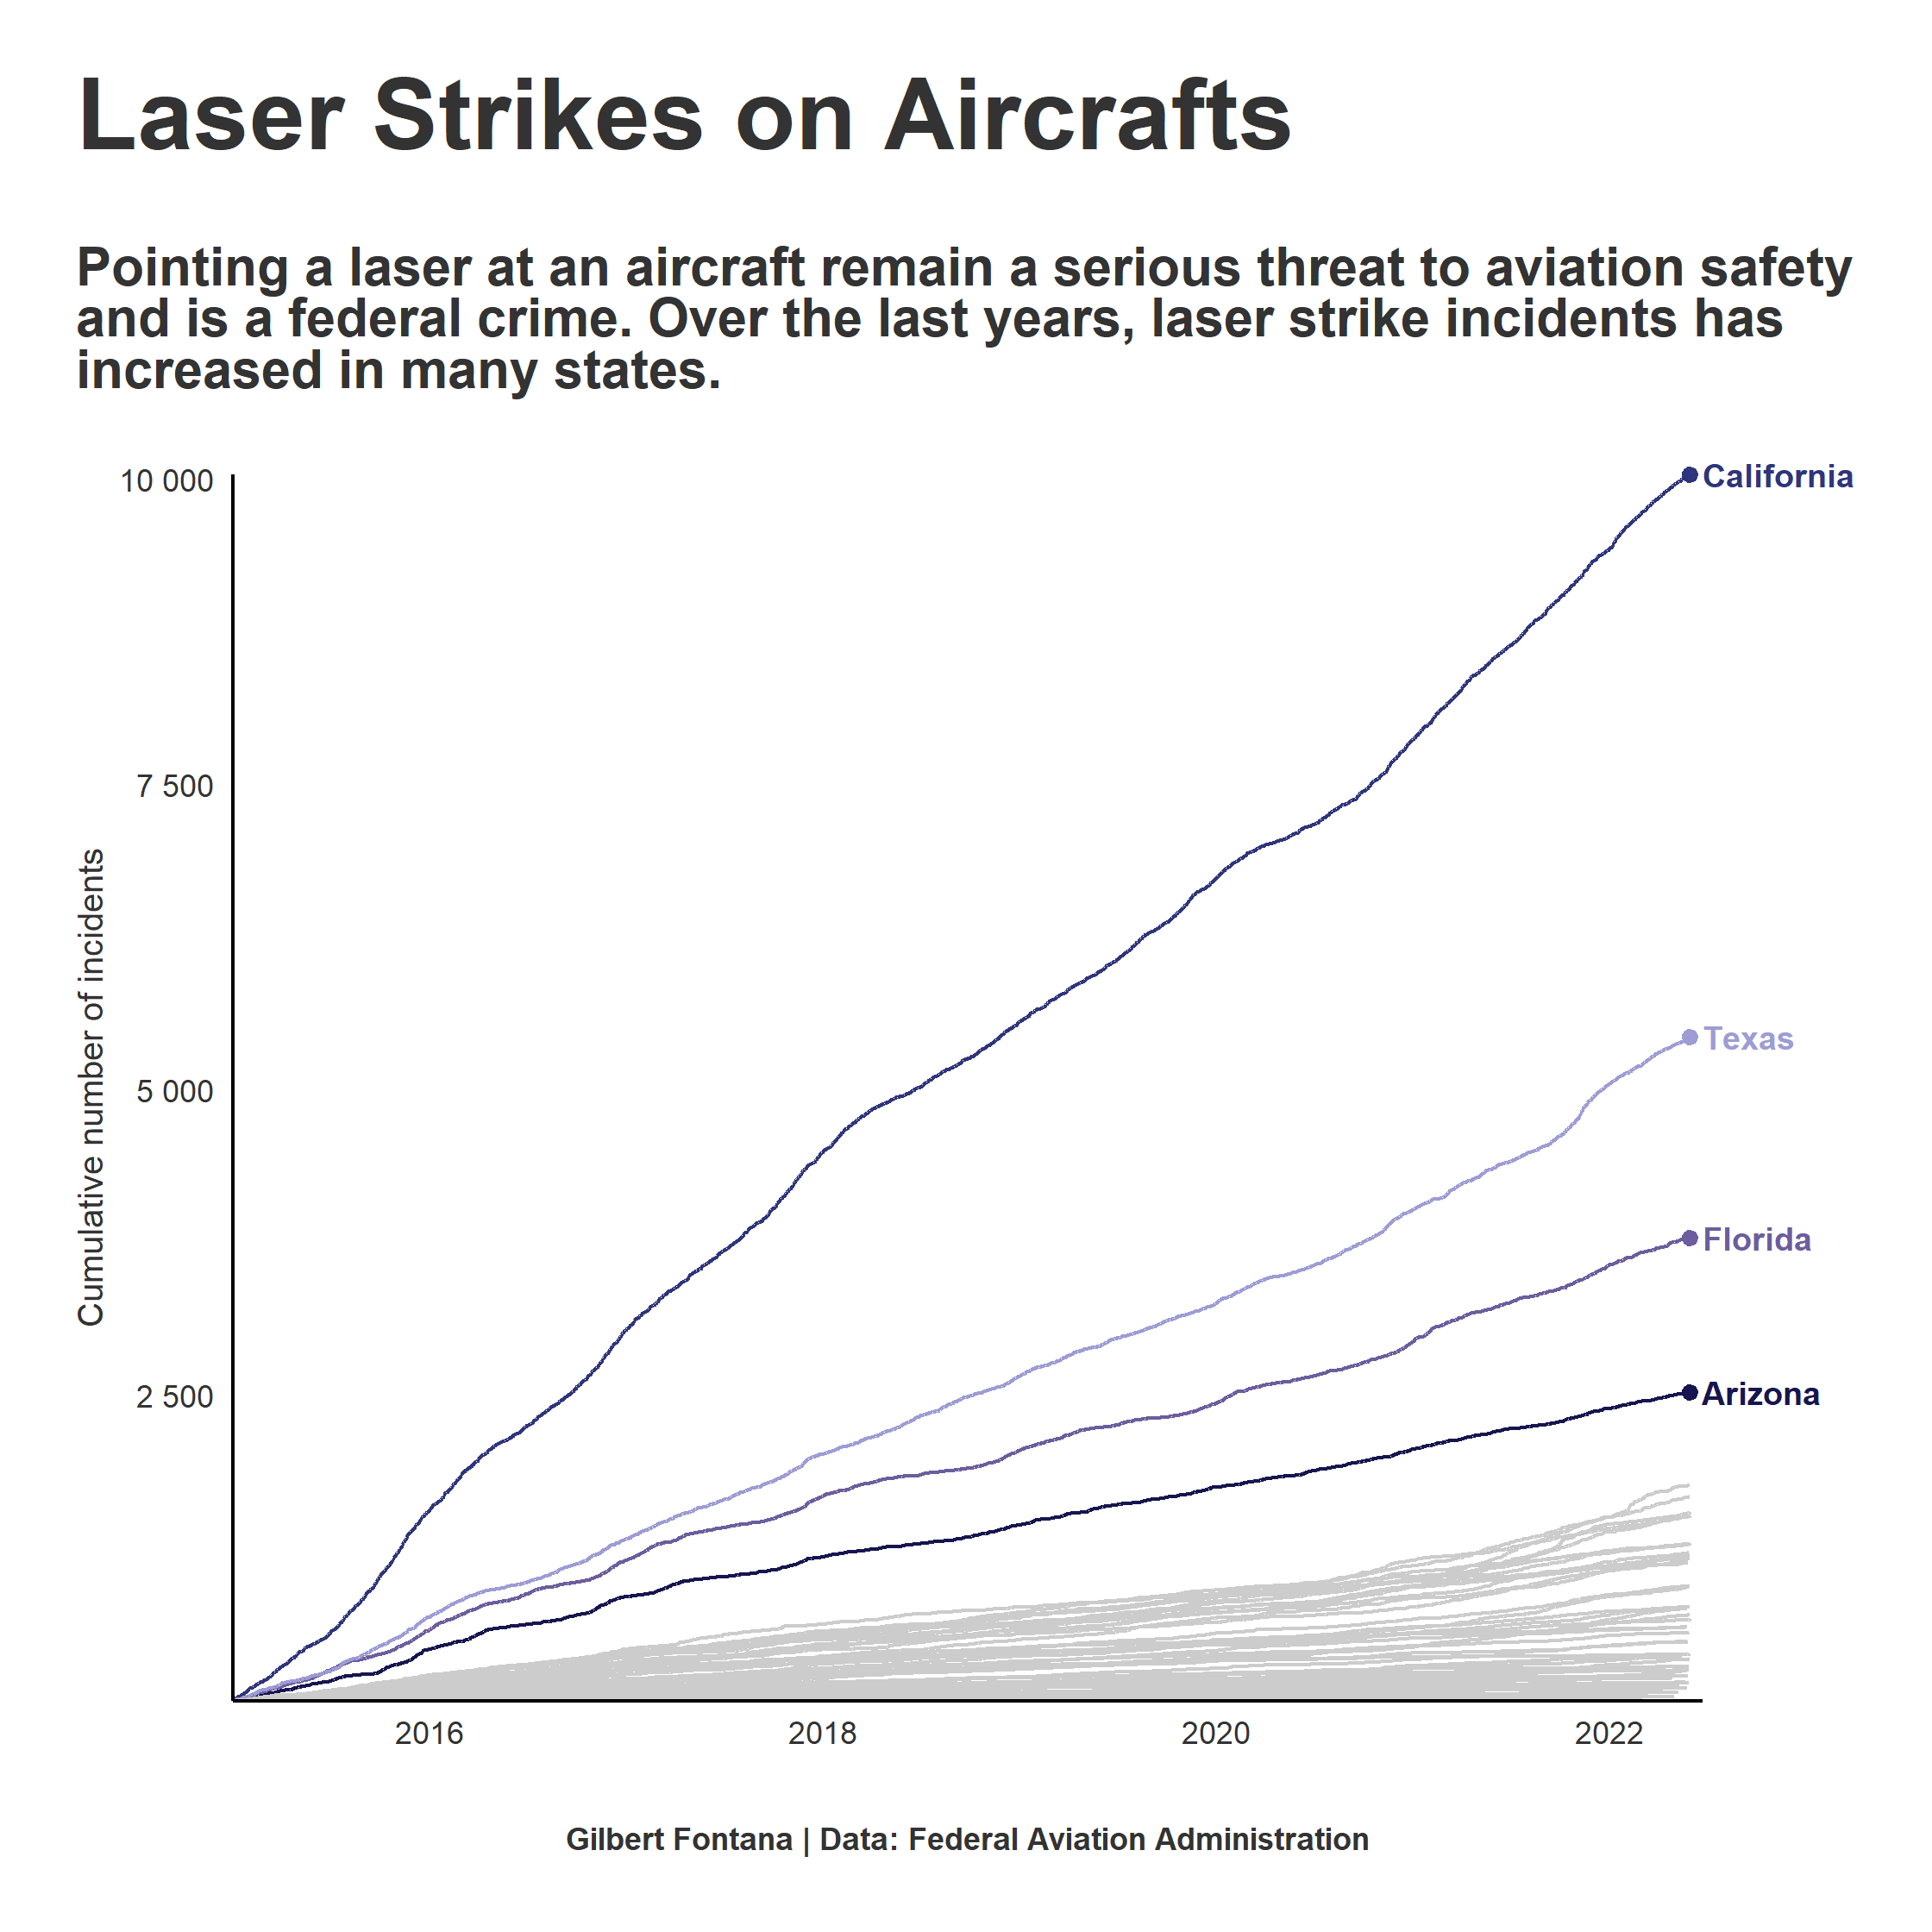 Laser Strikes on Aircrafts
Pointing a laser at an aircraft remain a serious threat to aviation safety
and is a federal crime. Over the last years, laser strike incidents has
increased in many states.
Cumulative number of incidents
10 000
7 500
5 000
2 500
California
Texas
Florida
Arizona
2016
2018
2020
2022
Gilbert Fontana | Data: Federal Aviation Administration